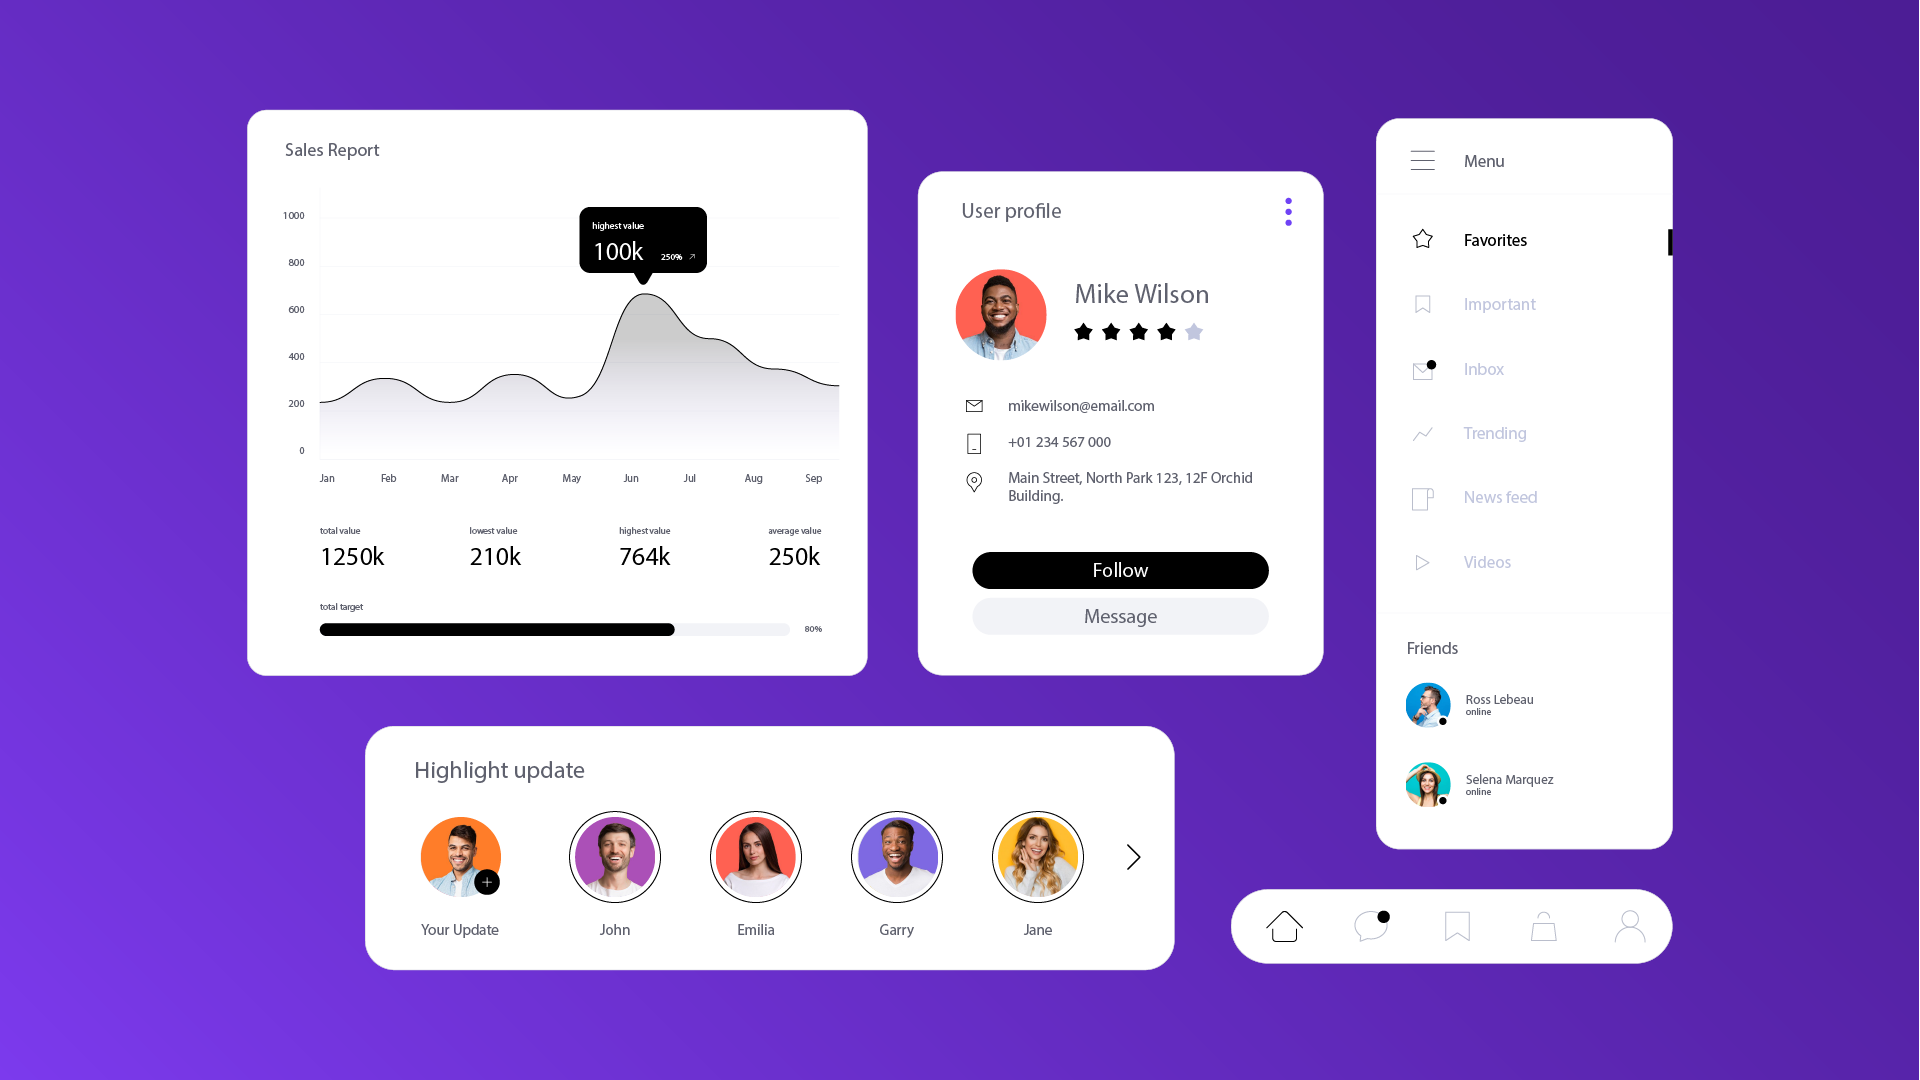 Sales Report
1000
800
600
400
200
0
highest value
100k 250%
Jan Feb Mar Apr May Jun Jul Aug Sep
total value lowest value highest value average value
1250k 210k 764k 250k
total target
80%
User profile
Mike Wilson
mikewilson@email.com
+01 234 567 000
Main Street, North Park 123, 12F Orchid
Building.
Follow
Message
Menu
Favorites
Important
Inbox
Trending
News feed
Videos
Friends
Ross Lebeau
online
Selena Marquez
online
Highlight update
Your Update John Emilia Garry Jane